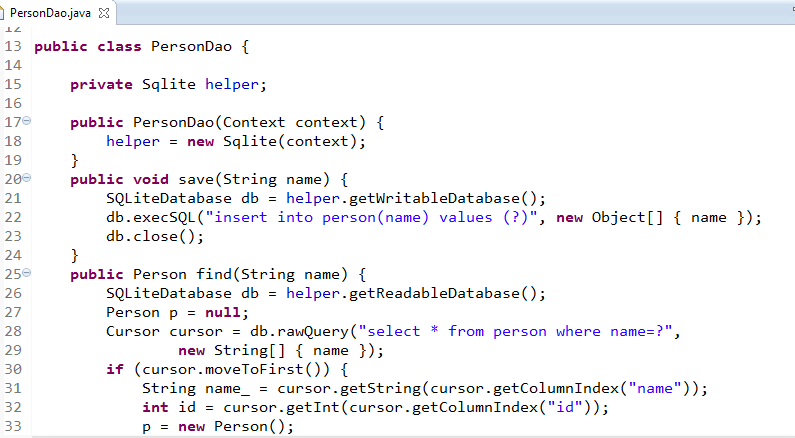 PersonDao.java
12
13 public class PersonDao {
14
15     private Sqlite helper;
16
17     public PersonDao(Context context) {
18         helper = new Sqlite(context);
19     }
20     public void save(String name) {
21         SQLiteDatabase db = helper.getWritableDatabase();
22         db.execSQL("insert into person(name) values (?)", new Object[] { name });
23         db.close();
24     }
25     public Person find(String name) {
26         SQLiteDatabase db = helper.getReadableDatabase();
27         Person p = null;
28         Cursor cursor = db.rawQuery("select * from person where name=?",
29                 new String[] { name });
30         if (cursor.moveToFirst()) {
31             String name_ = cursor.getString(cursor.getColumnIndex("name"));
32             int id = cursor.getInt(cursor.getColumnIndex("id"));
33             p = new Person();